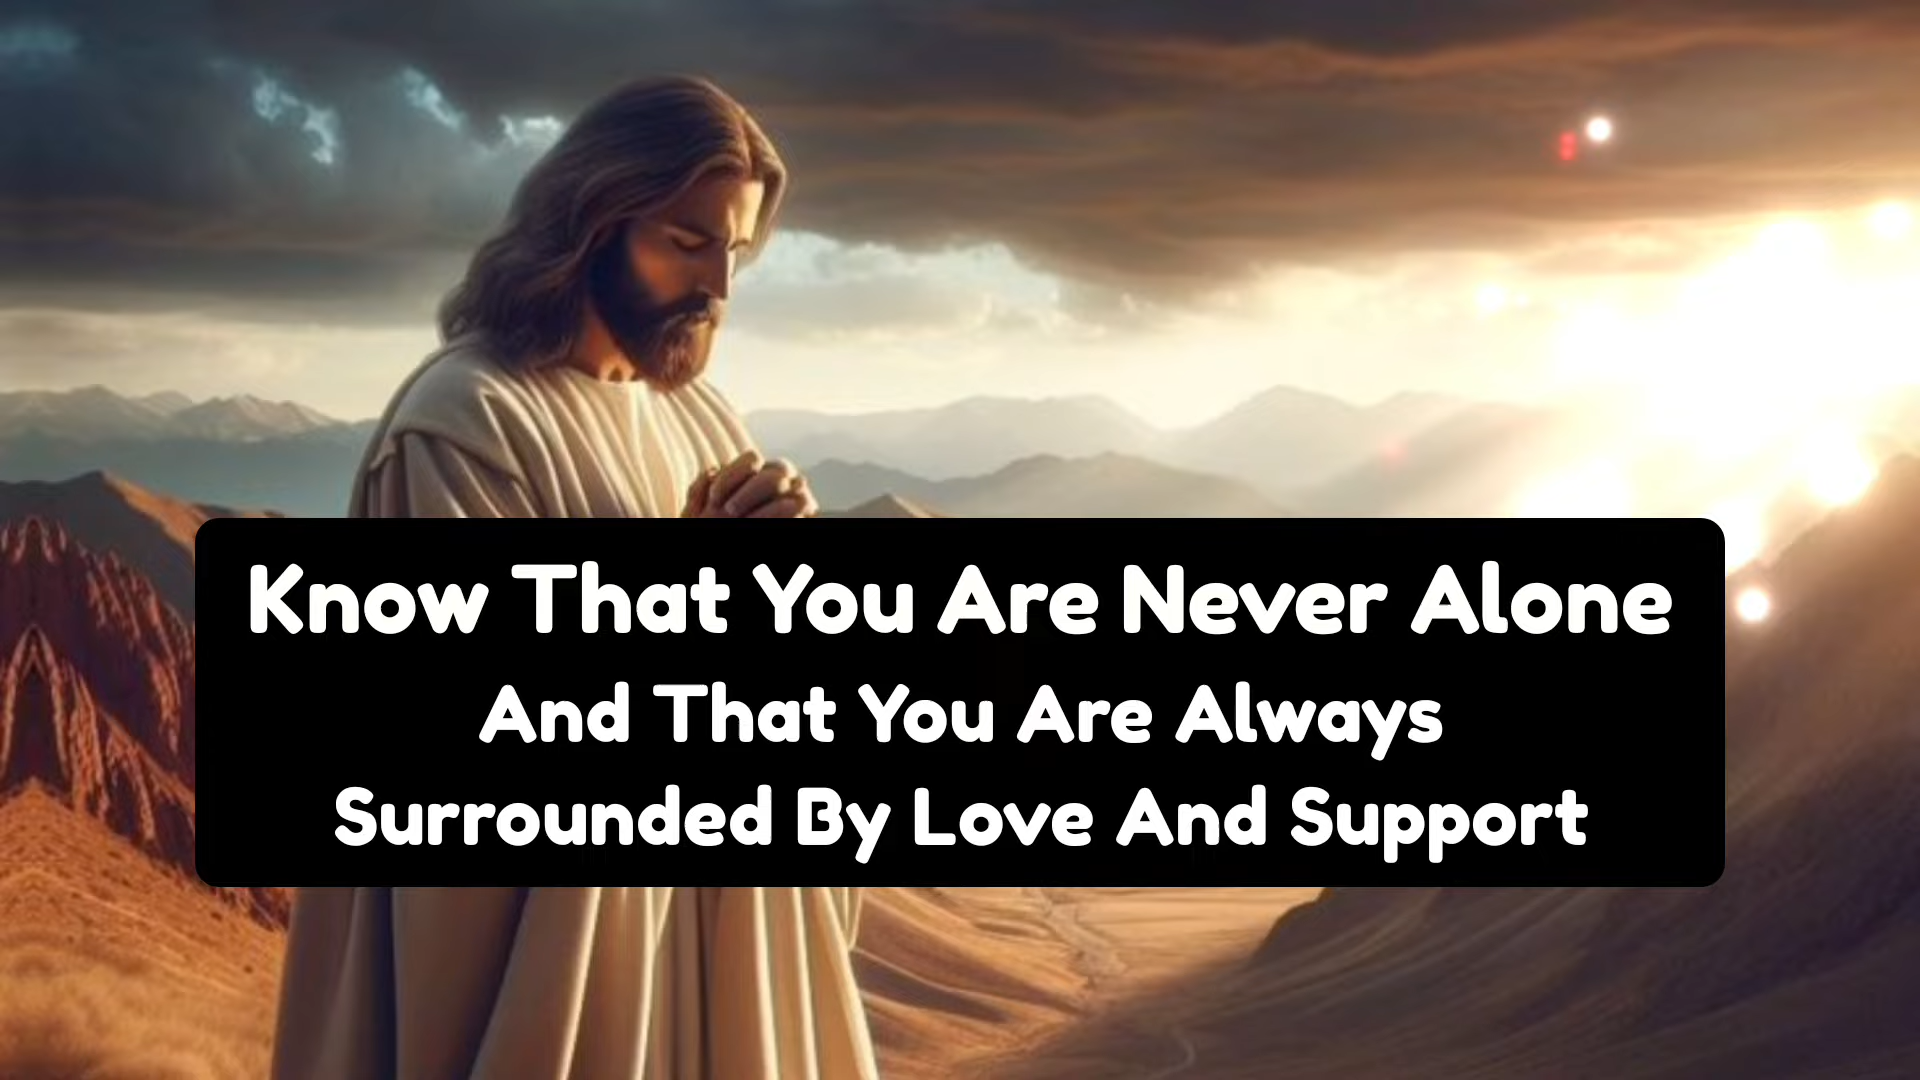 Know That You Are Never Alone
And That You Are Always
Surrounded By Love And Support